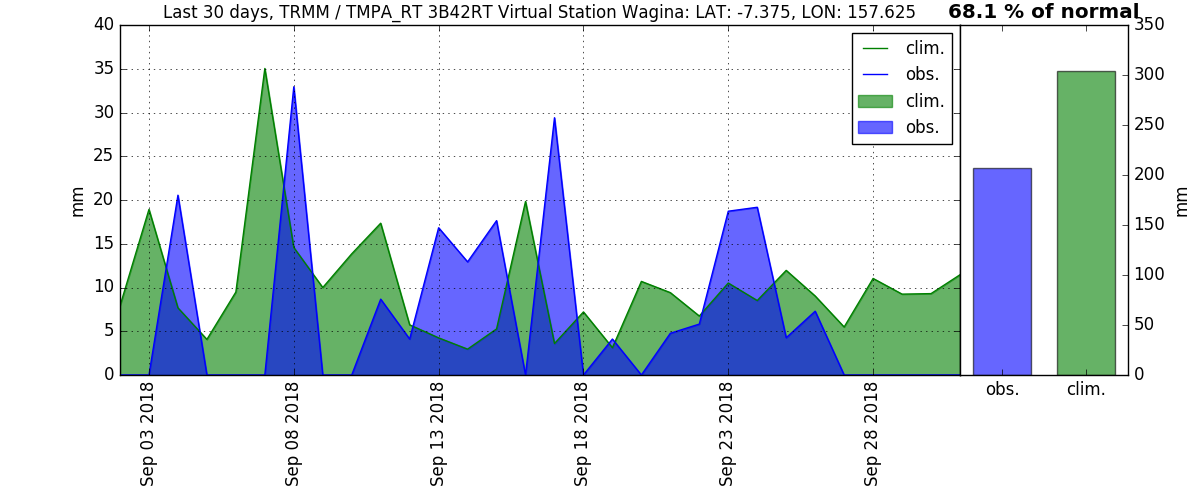 Last 30 days, TRMM / TMPA_RT 3B42RT Virtual Station Wagina: LAT: -7.375, LON: 157.625
68.1 % of normal
40
35
30
25
20
15
10
5
0
mm
clim.
obs.
clim.
obs.
Sep 03 2018
Sep 08 2018
Sep 13 2018
Sep 18 2018
Sep 23 2018
Sep 28 2018
350
300
250
200
150
100
50
0
mm
obs.
clim.